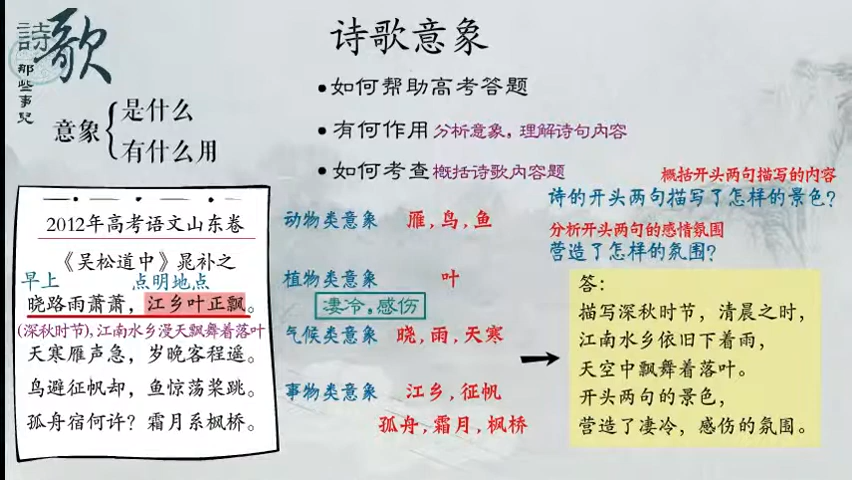 詩歌
那些事兒
诗歌意象
意象
是什么
有什么用
•如何帮助高考答题
•有何作用 分析意象，理解诗句内容
•如何考查 概括诗歌内容题
概括开头两句描写的内容
诗的开头两句描写了怎样的景色？
分析开头两句的感情氛围
营造了怎样的氛围？
2012年高考语文山东卷
《吴松道中》晁补之
早上 点明地点
晓路雨萧萧，江乡叶正飘。
(深秋时节)，江南水乡漫天飘舞着落叶
天寒雁声急，岁晚客程遥。
鸟避征帆却，鱼惊荡桨跳。
孤舟宿何许？霜月系枫桥。
动物类意象 雁，鸟，鱼
植物类意象 叶
凄冷，感伤
气候类意象 晓，雨，天寒
事物类意象 江乡，征帆
孤舟，霜月，枫桥
答：
描写深秋时节，清晨之时，
江南水乡依旧下着雨，
天空中飘舞着落叶。
开头两句的景色，
营造了凄冷，感伤的氛围。